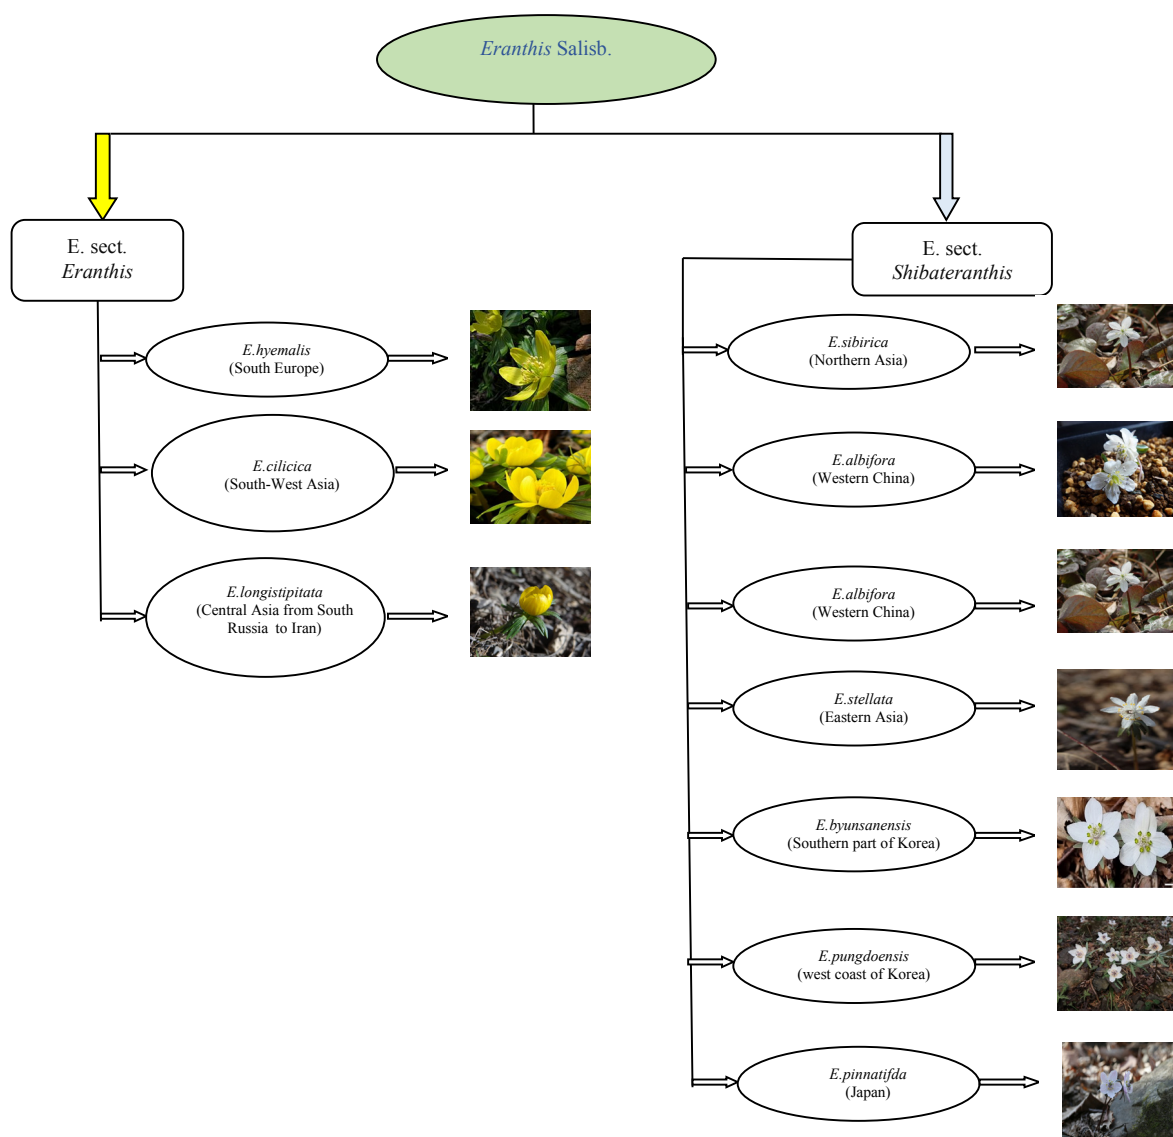 Eranthis Salisb.
E. sect.
Eranthis
E.hyemalis
(South Europe)
E.cilicica
(South-West Asia)
E.longistipitata
(Central Asia from South
Russia to Iran)
E. sect.
Shibateranthis
E.sibirica
(Northern Asia)
E.albifora
(Western China)
E.albifora
(Western China)
E.stellata
(Eastern Asia)
E.byunsanensis
(Southern part of Korea)
E.pungdoensis
(west coast of Korea)
E.pinnatifda
(Japan)